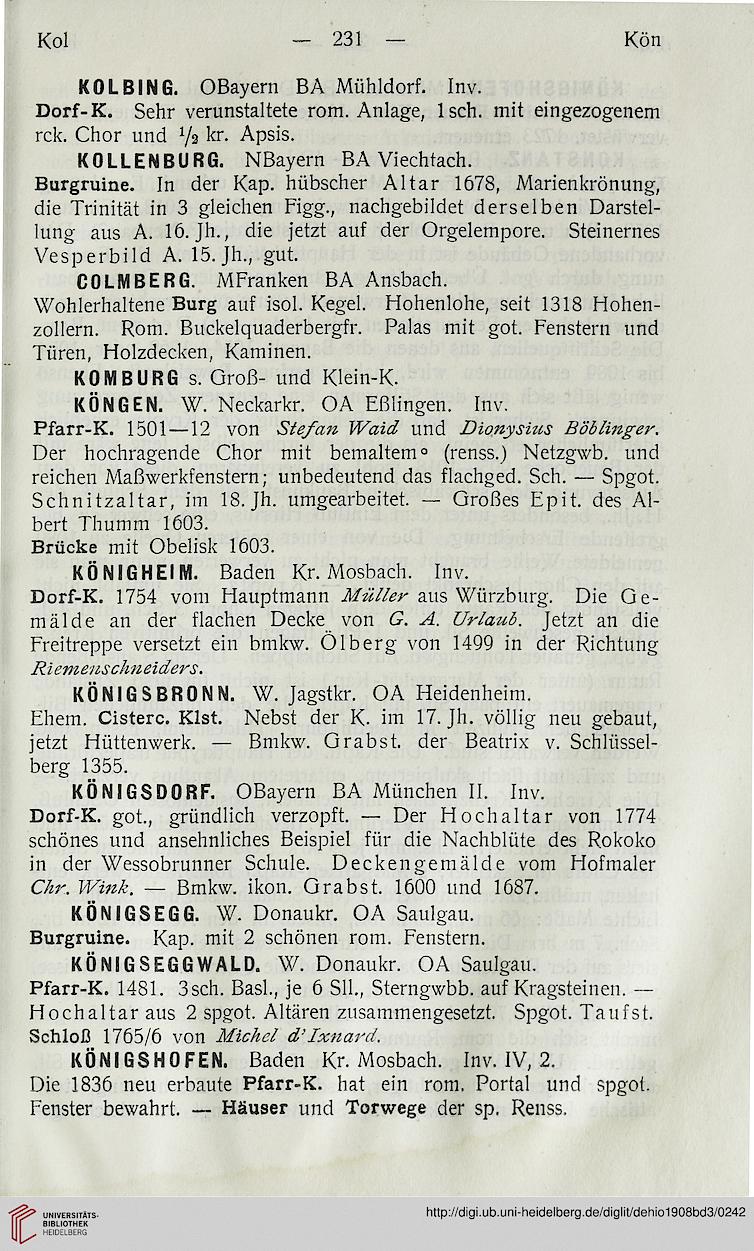 Kol — 231 — Kön
KOLBING. OBayern BA Mühldorf. Inv.
Dorf-K. Sehr verunstaltete rom. Anlage, 1sch. mit eingezogenem
rck. Chor und 1/2 kr. Apsis.
KOLLENBURG. NBayern BA Viechtach.
Burgruine. In der Kap. hübscher Altar 1678, Marienkrönung,
die Trinität in 3 gleichen Figg., nachgebildet derselben Darstel-
lung aus A. 16. Jh., die jetzt auf der Orgelempore. Steinernes
Vesperbild A. 15. Jh., gut.
COLMBERG. MFranken BA Ansbach.
Wohlerhaltene Burg auf isol. Kegel. Hohenlohe, seit 1318 Hohen-
zollern. Rom. Buckelquaderbergfr. Palas mit got. Fenstern und
Türen, Holzdecken, Kaminen.
KOMBURG s. Groß- und Klein-K.
KÖNGEN. W. Neckarkr. OA Eßlingen. Inv.
Pfarr-K. 1501—12 von Stefan Waid und Dionysius Böblinger.
Der hochragende Chor mit bemaltem° (renss.) Netzgwb. und
reichen Maßwerkfenstern; unbedeutend das flachged. Sch. — Spgot.
Schnitzaltar, im 18. Jh. umgearbeitet. — Großes Epit. des Al-
bert Thumm 1603.
Brücke mit Obelisk 1603.
KÖNIGHEIM. Baden Kr. Mosbach. Inv.
Dorf-K. 1754 vom Hauptmann Müller aus Würzburg. Die Ge-
mälde an der flachen Decke von G. A. Urlaub. Jetzt an die
Freitreppe versetzt ein bmkw. Ölberg von 1499 in der Richtung
Riemenschneiders.
KÖNIGSBRONN. W. Jagstkr. OA Heidenheim.
Ehem. Cisterc. Klst. Nebst der K. im 17. Jh. völlig neu gebaut,
jetzt Hüttenwerk. — Bmkw. Grabst. der Beatrix v. Schlüssel-
berg 1355.
KÖNIGSDORF. OBayern BA München II. Inv.
Dorf-K. got., gründlich verzopft. — Der Hochaltar von 1774
schönes und ansehnliches Beispiel für die Nachblüte des Rokoko
in der Wessobrunner Schule. Deckengemälde vom Hofmaler
Chr. Wink. — Bmkw. ikon. Grabst. 1600 und 1687.
KÖNIGSEGG. W. Donaukr. OA Saulgau.
Burgruine. Kap. mit 2 schönen rom. Fenstern.
KÖNIGSEGGWALD. W. Donaukr. OA Saulgau.
Pfarr-K. 1481. 3sch. Basl., je 6 Sll., Sterngwbb. auf Kragsteinen. —
Hochaltar aus 2 spgot. Altären zusammengesetzt. Spgot. Taufst.
Schloß 1765/6 von Michel d'Ixnard.
KÖNIGSHOFEN. Baden Kr. Mosbach. Inv. IV, 2.
Die 1836 neu erbaute Pfarr-K. hat ein rom. Portal und spgot.
Fenster bewahrt. — Häuser und Torwege der sp. Renss.
UNIVERSITÄTS-
BIBLIOTHEK
HEIDELBERG
http://digi.ub.uni-heidelberg.de/diglit/dehio1908bd3/0242